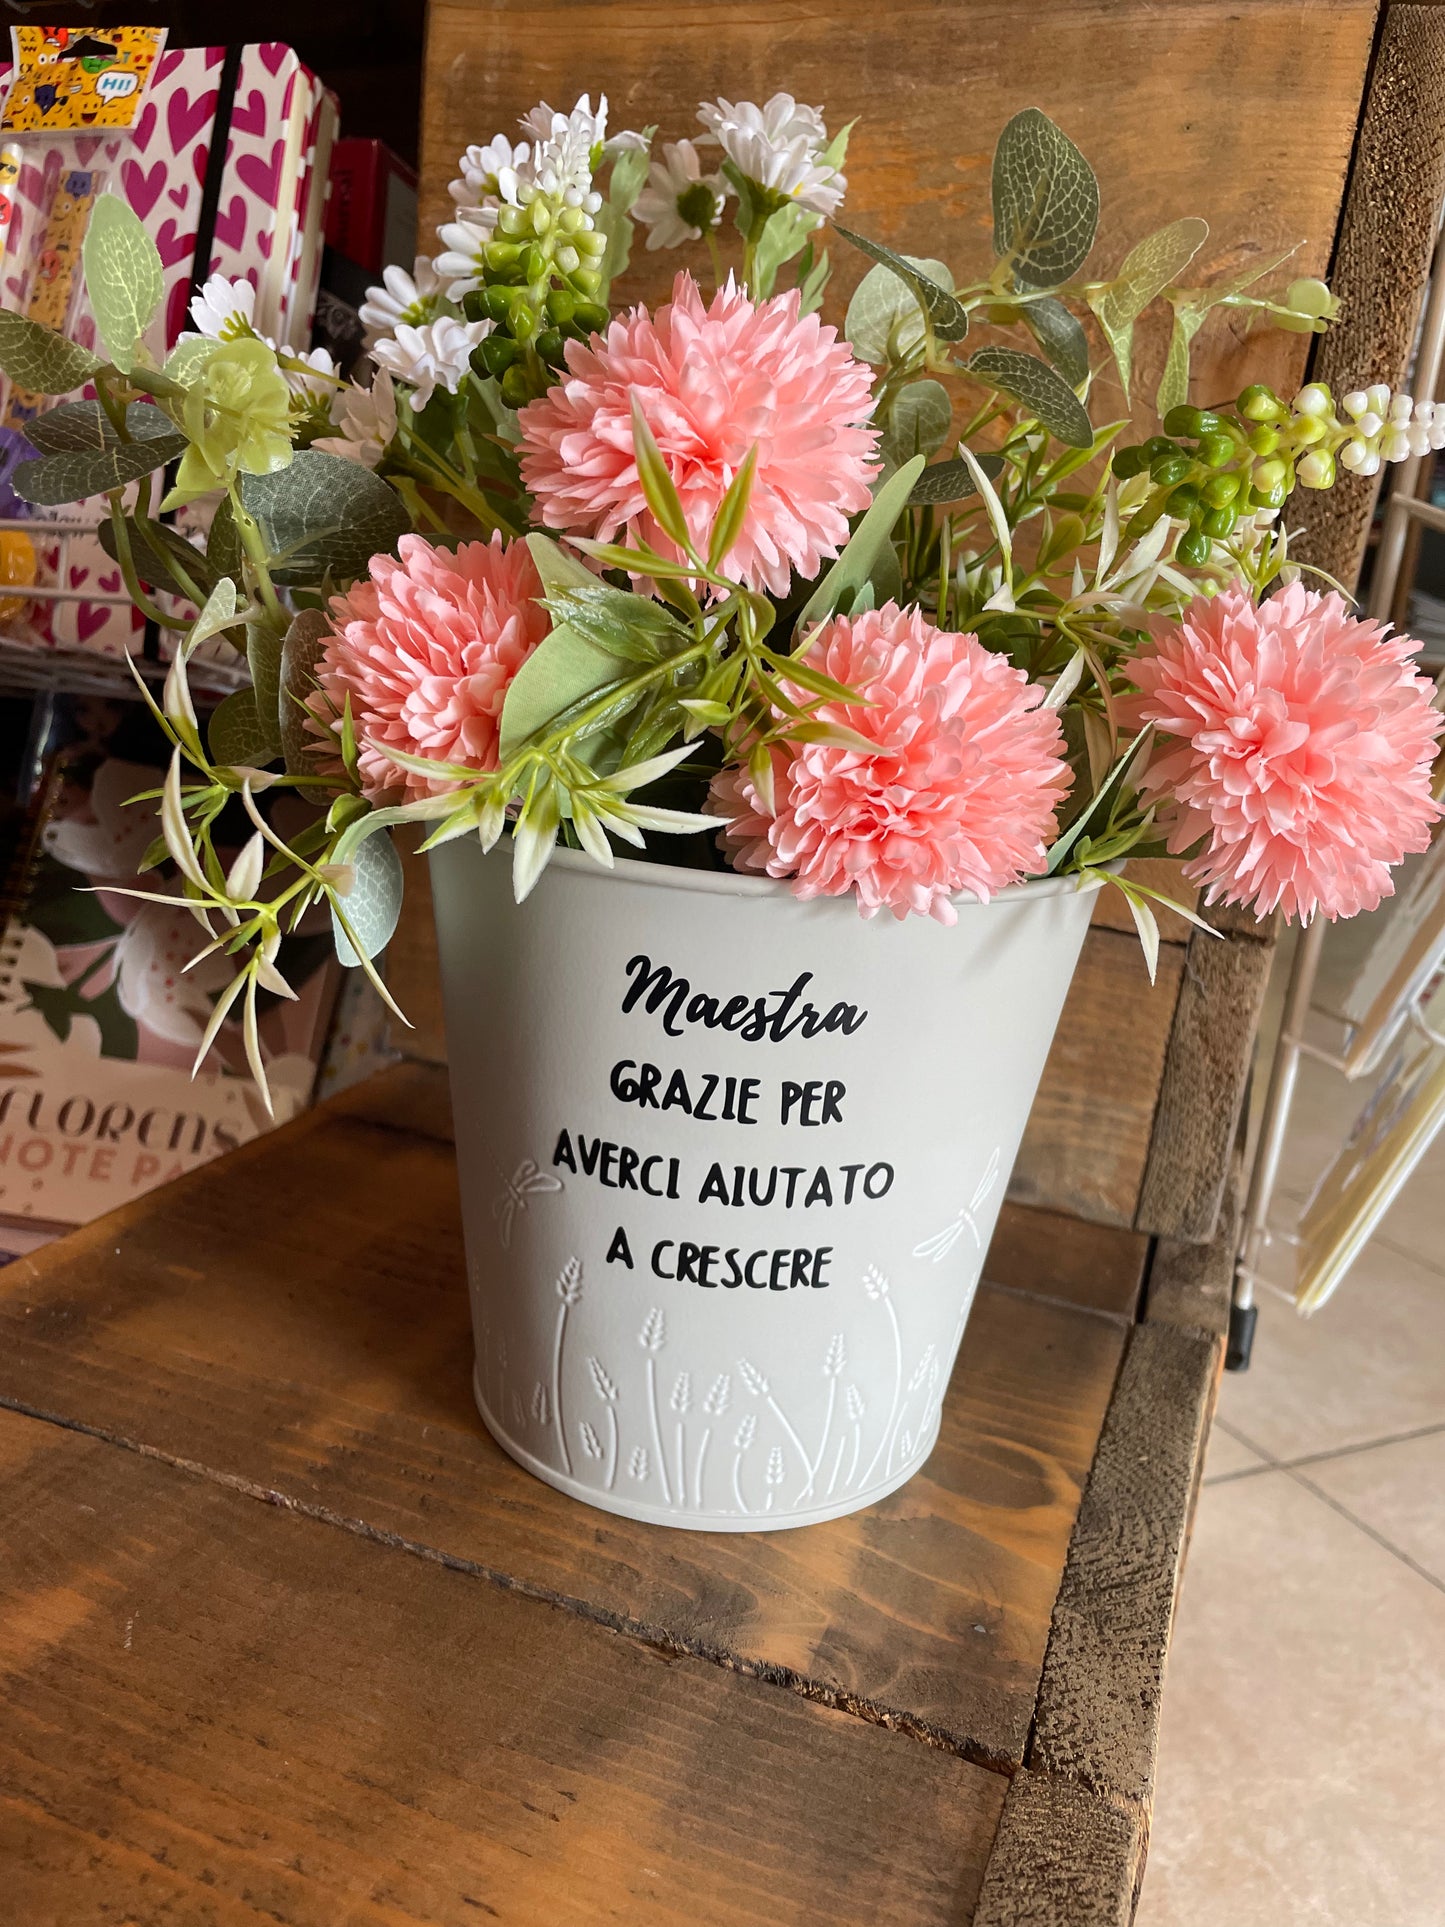 HI!
Maestra
GRAZIE PER
AVERCI AIUTATO
A CRESCERE
FLORENS
NOTE PA